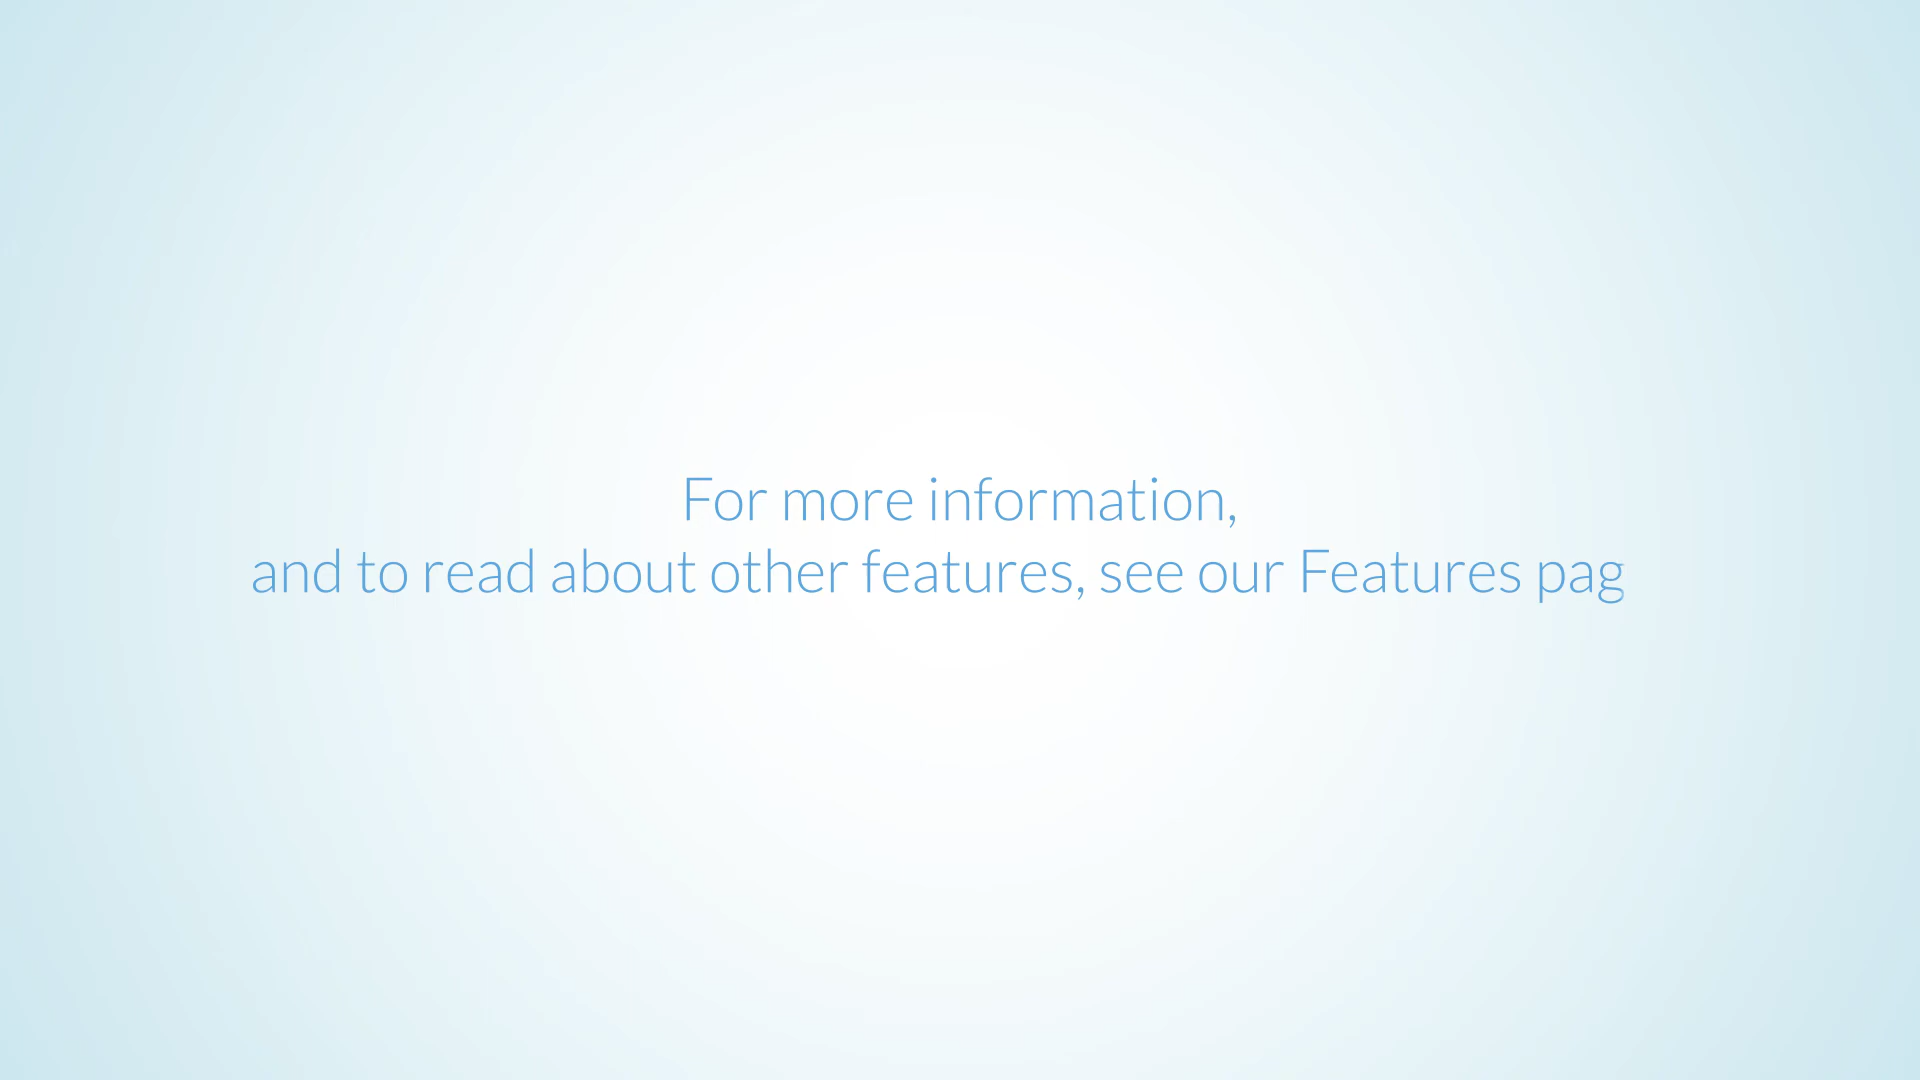 For more information,
and to read about other features, see our Features pag